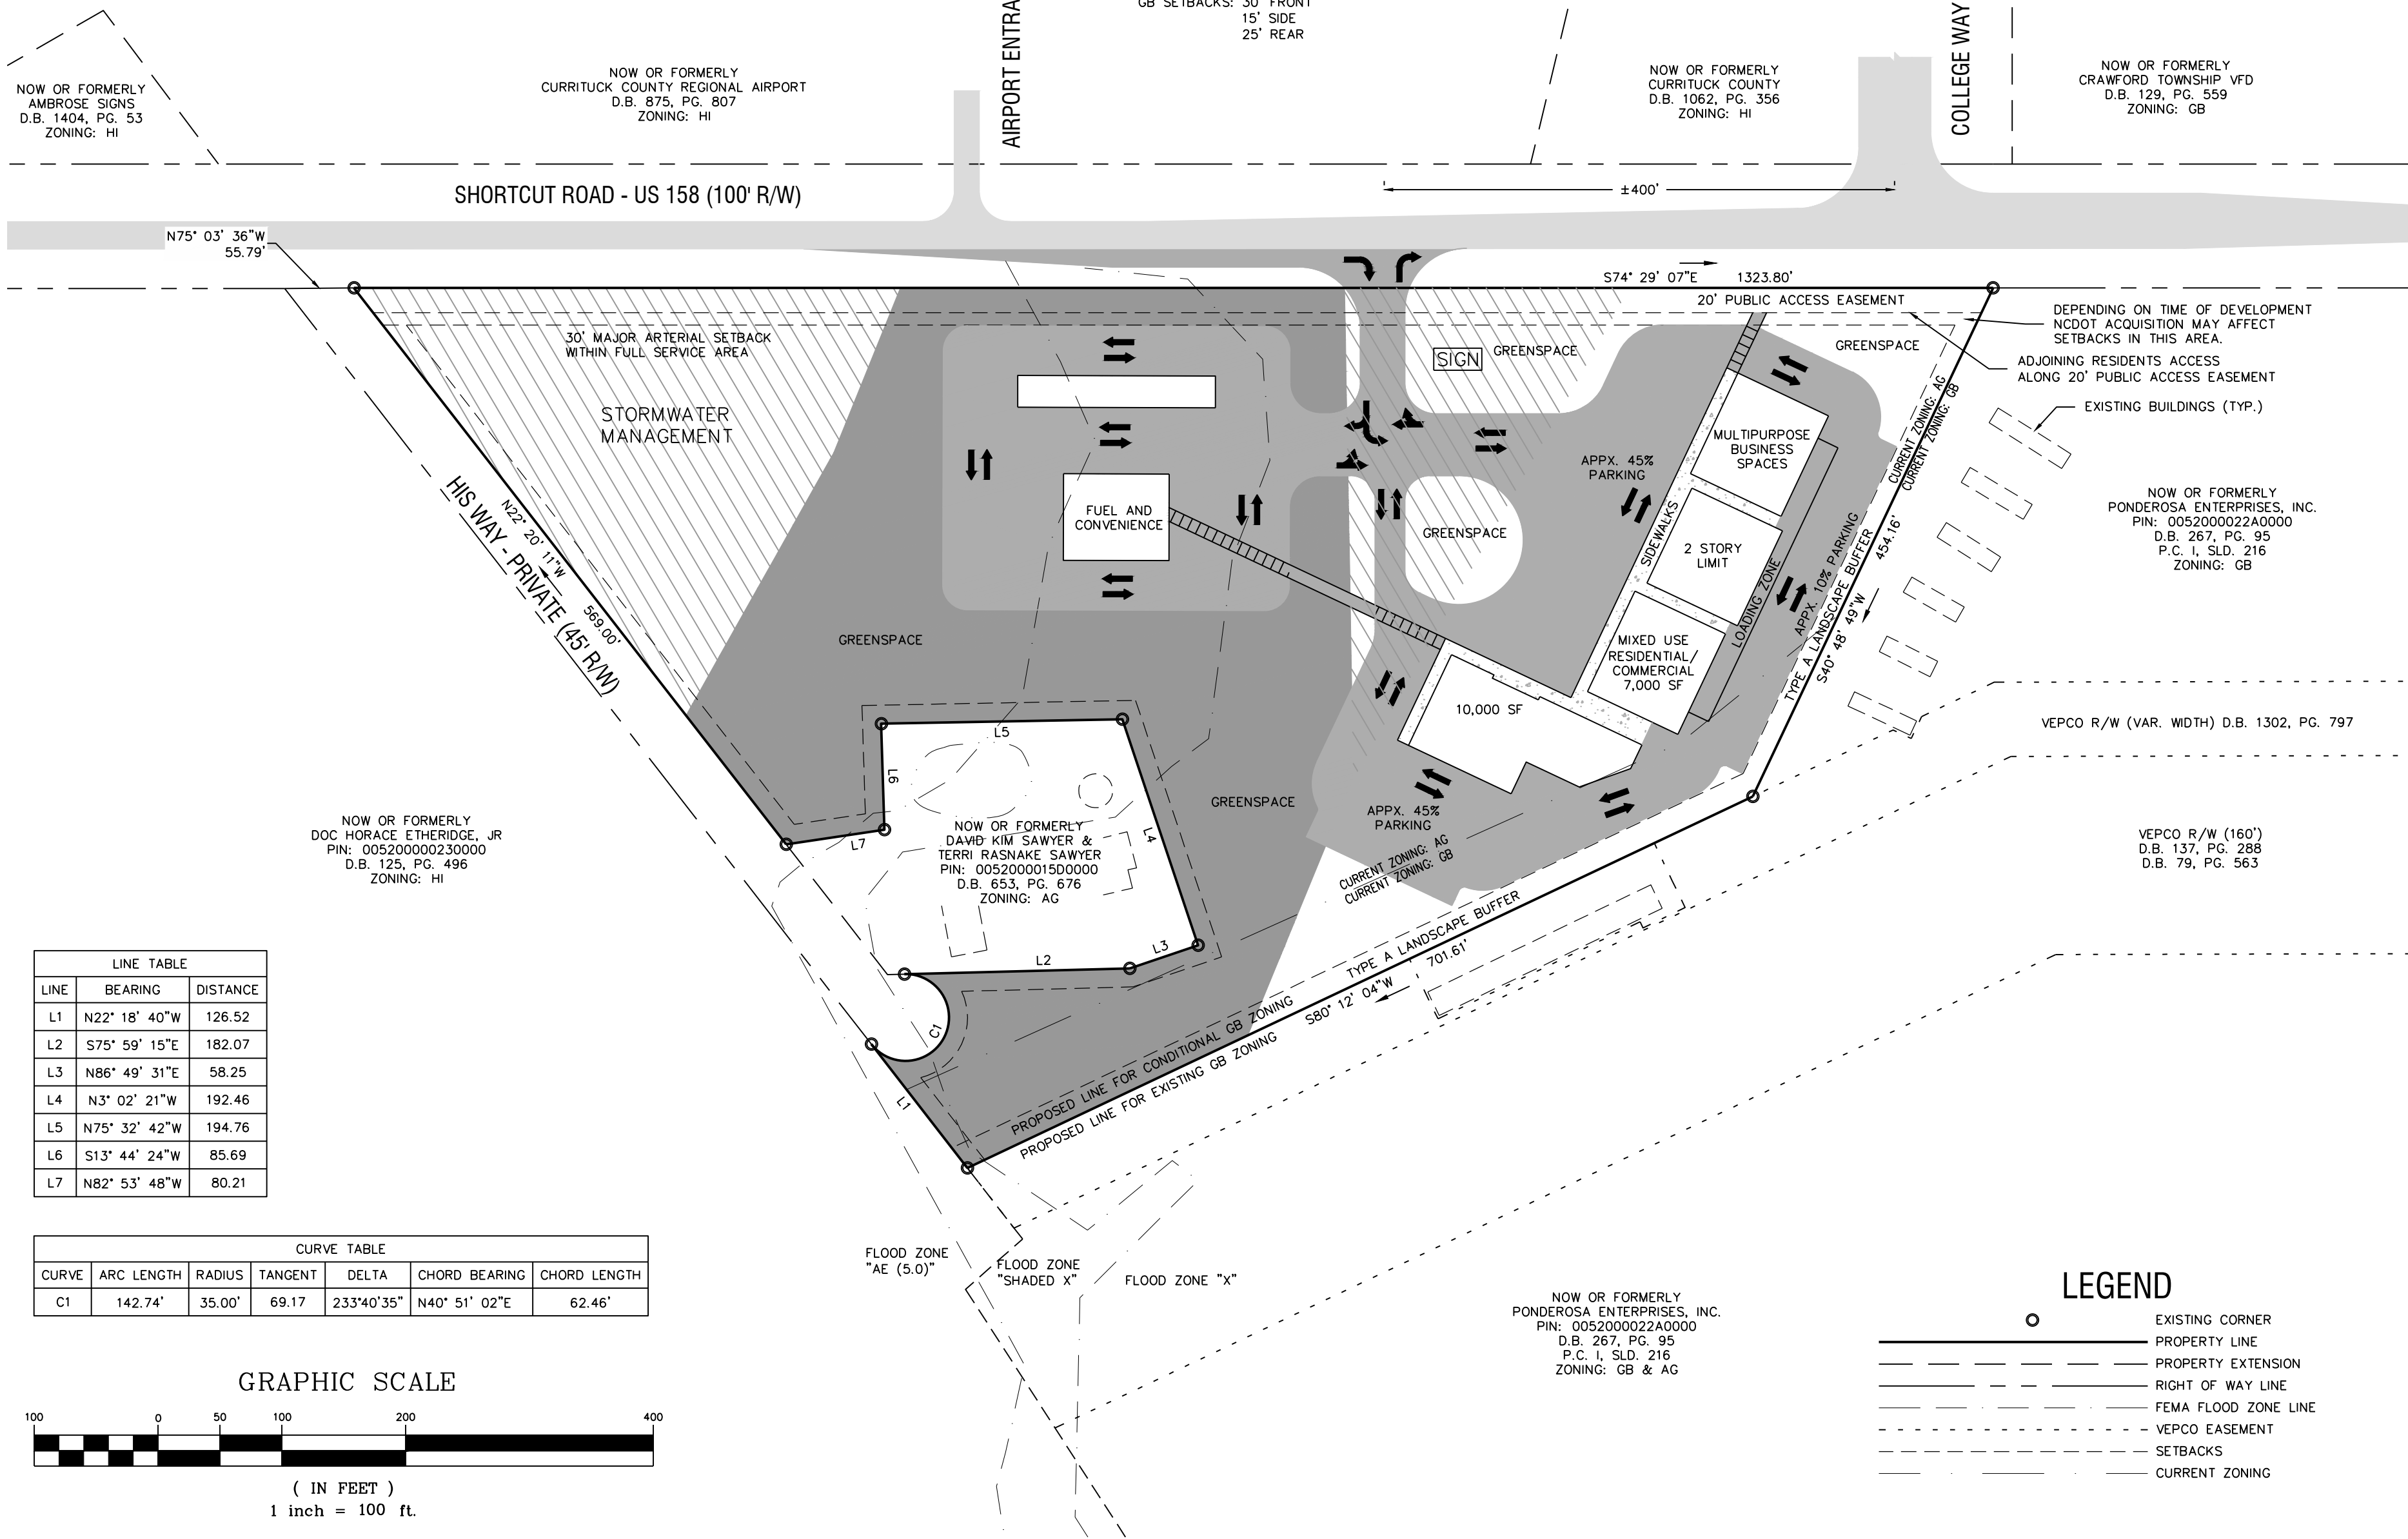 GB SETBACKS: 30' FRONT
15' SIDE
25' REAR
AIRPORT ENTRA
COLLEGE WAY
NOW OR FORMERLY
AMBROSE SIGNS
D.B. 1404, PG. 53
ZONING: HI
NOW OR FORMERLY
CURRITUCK COUNTY REGIONAL AIRPORT
D.B. 875, PG. 807
ZONING: HI
NOW OR FORMERLY
CURRITUCK COUNTY
D.B. 1062, PG. 356
ZONING: HI
NOW OR FORMERLY
CRAWFORD TOWNSHIP VFD
D.B. 129, PG. 559
ZONING: GB
SHORTCUT ROAD - US 158 (100' R/W)
±400'
N75° 03' 36"W
55.79'
S74° 29' 07"E 1323.80'
20' PUBLIC ACCESS EASEMENT
DEPENDING ON TIME OF DEVELOPMENT
NCDOT ACQUISITION MAY AFFECT
SETBACKS IN THIS AREA.
ADJOINING RESIDENTS ACCESS
ALONG 20' PUBLIC ACCESS EASEMENT
EXISTING BUILDINGS (TYP.)
30' MAJOR ARTERIAL SETBACK
WITHIN FULL SERVICE AREA
STORMWATER
MANAGEMENT
SIGN
GREENSPACE
GREENSPACE
CURRENT ZONING: AG
CURRENT ZONING: GB
MULTIPURPOSE
BUSINESS
SPACES
APPX. 45%
PARKING
FUEL AND
CONVENIENCE
GREENSPACE
SIDEWALKS
2 STORY
LIMIT
LOADING ZONE
APPX. 10% PARKING
TYPE A LANDSCAPE BUFFER
454.16'
S40° 48' 49"W
NOW OR FORMERLY
PONDEROSA ENTERPRISES, INC.
PIN: 0052000022A0000
D.B. 267, PG. 95
P.C. I, SLD. 216
ZONING: GB
N22° 20' 11"W
569.00'
HIS WAY - PRIVATE (45' R/W)
GREENSPACE
MIXED USE
RESIDENTIAL/
COMMERCIAL
7,000 SF
10,000 SF
VEPCO R/W (VAR. WIDTH) D.B. 1302, PG. 797
L5
L6
L4
L7
GREENSPACE
APPX. 45%
PARKING
NOW OR FORMERLY
DOC HORACE ETHERIDGE, JR
PIN: 005200000230000
D.B. 125, PG. 496
ZONING: HI
NOW OR FORMERLY
DAVID KIM SAWYER &
TERRI RASNAKE SAWYER
PIN: 0052000015D0000
D.B. 653, PG. 676
ZONING: AG
VEPCO R/W (160')
D.B. 137, PG. 288
D.B. 79, PG. 563
CURRENT ZONING: AG
CURRENT ZONING: GB
L3
L2
C1
L1
TYPE A LANDSCAPE BUFFER
701.61'
S80° 12' 04"W
PROPOSED LINE FOR CONDITIONAL GB ZONING
PROPOSED LINE FOR EXISTING GB ZONING
LINE TABLE
LINE BEARING DISTANCE
L1 N22° 18' 40"W 126.52
L2 S75° 59' 15"E 182.07
L3 N86° 49' 31"E 58.25
L4 N3° 02' 21"W 192.46
L5 N75° 32' 42"W 194.76
L6 S13° 44' 24"W 85.69
L7 N82° 53' 48"W 80.21
CURVE TABLE
CURVE ARC LENGTH RADIUS TANGENT DELTA CHORD BEARING CHORD LENGTH
C1 142.74' 35.00' 69.17 233°40'35" N40° 51' 02"E 62.46'
FLOOD ZONE
"AE (5.0)"
FLOOD ZONE
"SHADED X"
FLOOD ZONE "X"
NOW OR FORMERLY
PONDEROSA ENTERPRISES, INC.
PIN: 0052000022A0000
D.B. 267, PG. 95
P.C. I, SLD. 216
ZONING: GB & AG
GRAPHIC SCALE
100 0 50 100 200 400
( IN FEET )
1 inch = 100 ft.
LEGEND
EXISTING CORNER
PROPERTY LINE
PROPERTY EXTENSION
RIGHT OF WAY LINE
FEMA FLOOD ZONE LINE
VEPCO EASEMENT
SETBACKS
CURRENT ZONING